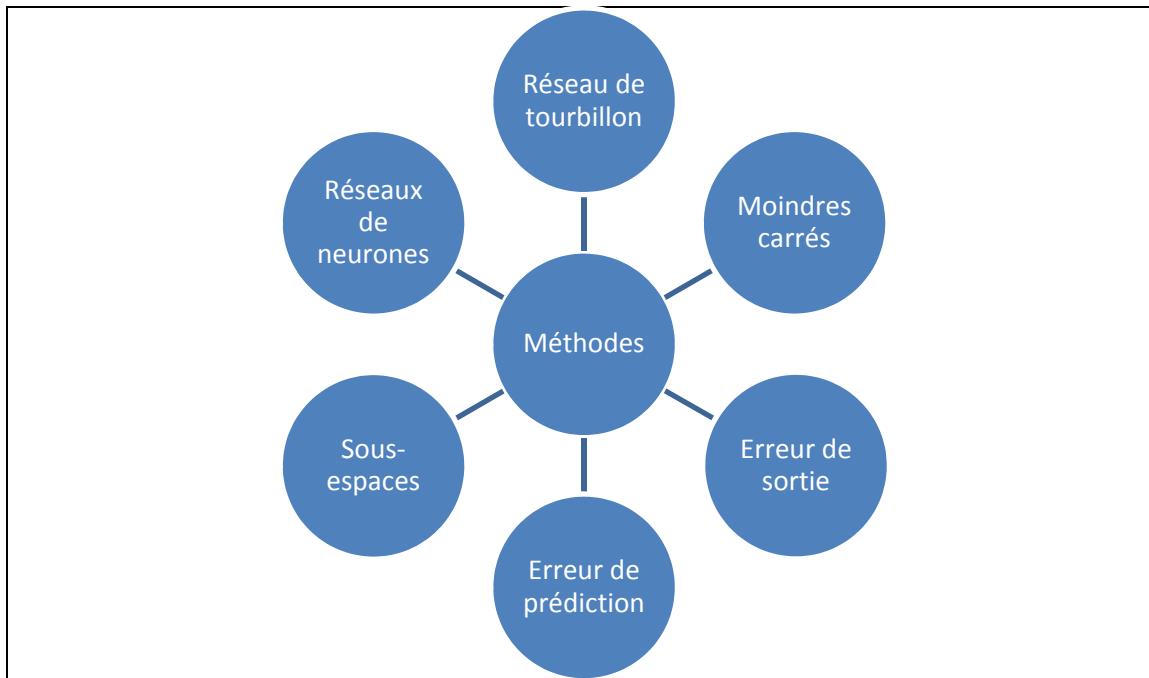 Réseau de
tourbillon
Réseaux
de
neurones
Moindres
carrés
Méthodes
Sous-
espaces
Erreur de
sortie
Erreur de
prédiction